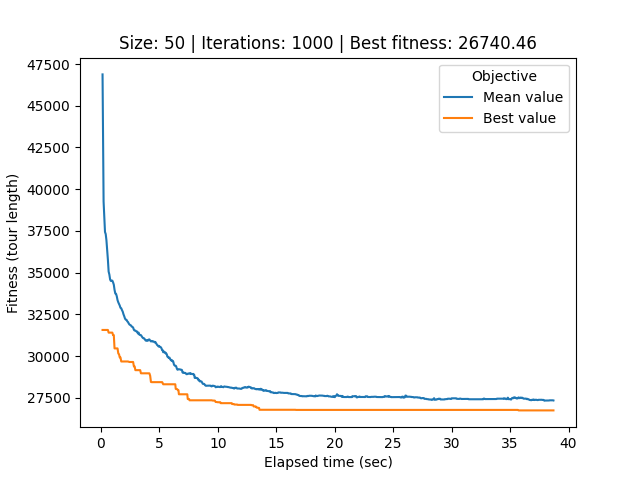 Size: 50 | Iterations: 1000 | Best fitness: 26740.46
47500
45000
42500
40000
37500
35000
32500
30000
27500
Fitness (tour length)
Objective
Mean value
Best value
0 5 10 15 20 25 30 35 40
Elapsed time (sec)